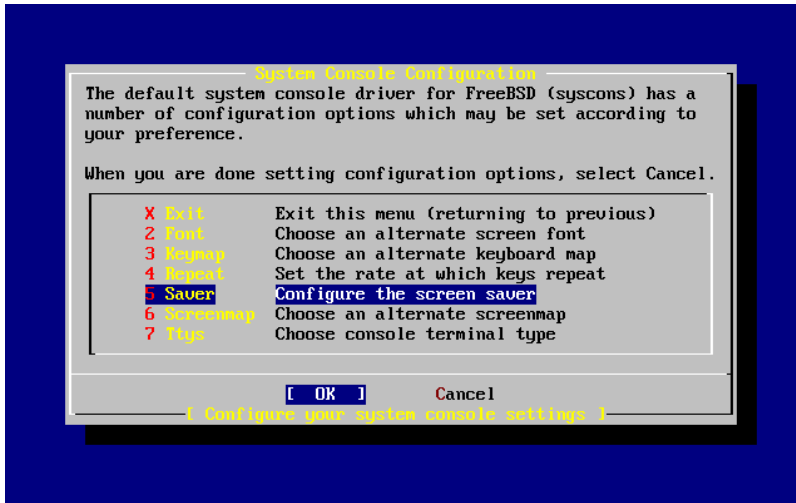 System Console Configuration
The default system console driver for FreeBSD (syscons) has a
number of configuration options which may be set according to
your preference.
When you are done setting configuration options, select Cancel.
X Exit Exit this menu (returning to previous)
2 Font Choose an alternate screen font
3 Keymap Choose an alternate keyboard map
4 Repeat Set the rate at which keys repeat
5 Saver Configure the screen saver
6 Screenmap Choose an alternate screenmap
7 Ttys Choose console terminal type
[ OK ] Cancel
[ Configure your system console settings ]